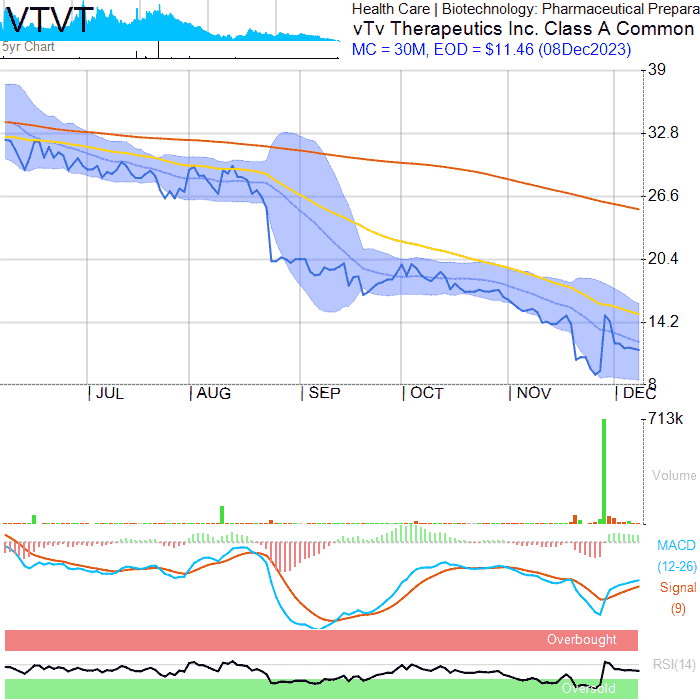 VTVT
5yr Chart
Health Care | Biotechnology: Pharmaceutical Prepara
vTv Therapeutics Inc. Class A Common
MC = 30M, EOD = $11.46 (08Dec2023)
39
32.8
26.6
20.4
14.2
8
JUL AUG SEP OCT NOV DEC
713k
Volume
MACD
(12-26)
Signal
(9)
Overbought
RSI(14)
Oversold